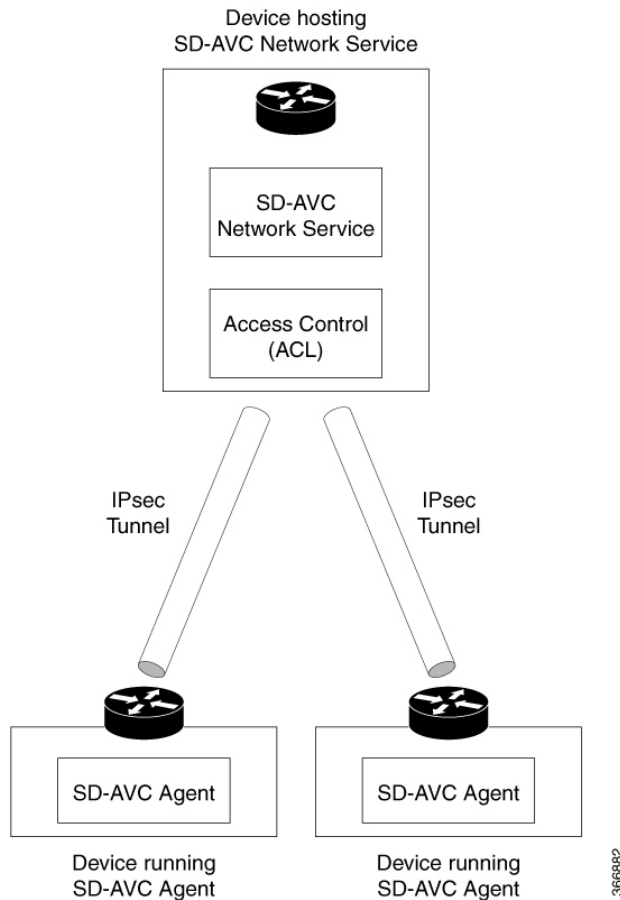 Device hosting
SD-AVC Network Service
SD-AVC
Network Service
Access Control
(ACL)
IPsec
Tunnel
IPsec
Tunnel
SD-AVC Agent
SD-AVC Agent
Device running
SD-AVC Agent
Device running
SD-AVC Agent
366882